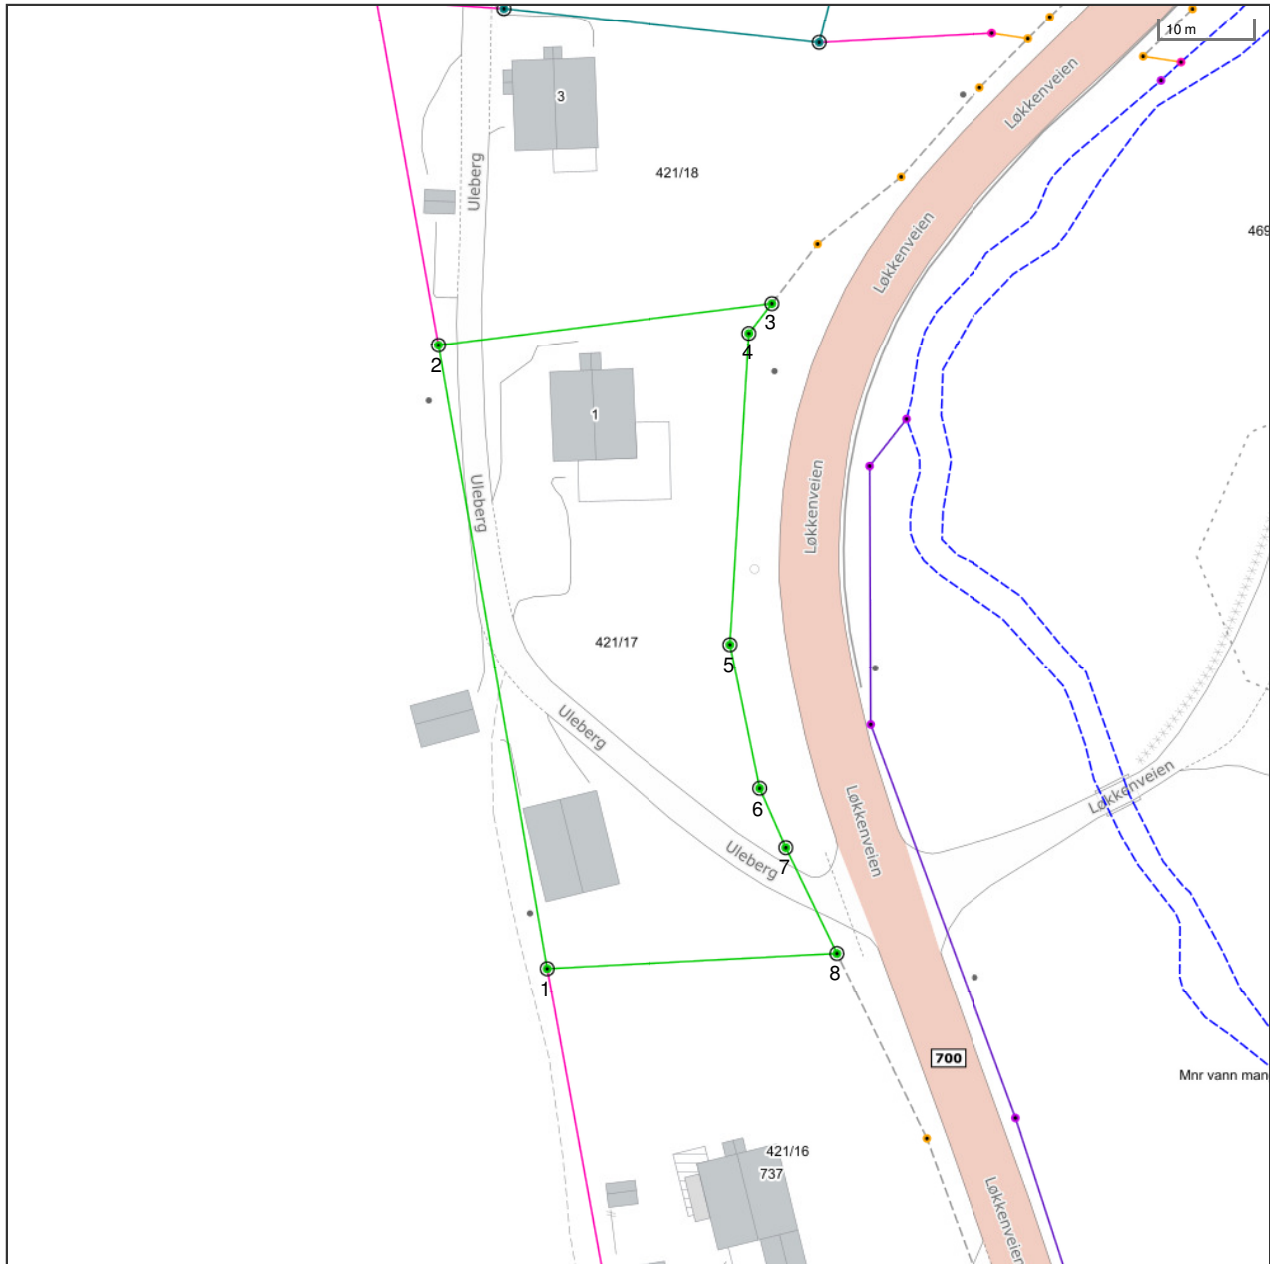 10 m
Løkkenveien
3
Uleberg
421/18
469
Løkkenveien
3
4
2
1
Uleberg
Løkkenveien
421/17
5
Uleberg
Løkkenveien
6
Løkkenveien
7
Uleberg
8
1
700
Mnr vann man
421/16
737
Løkkenveien